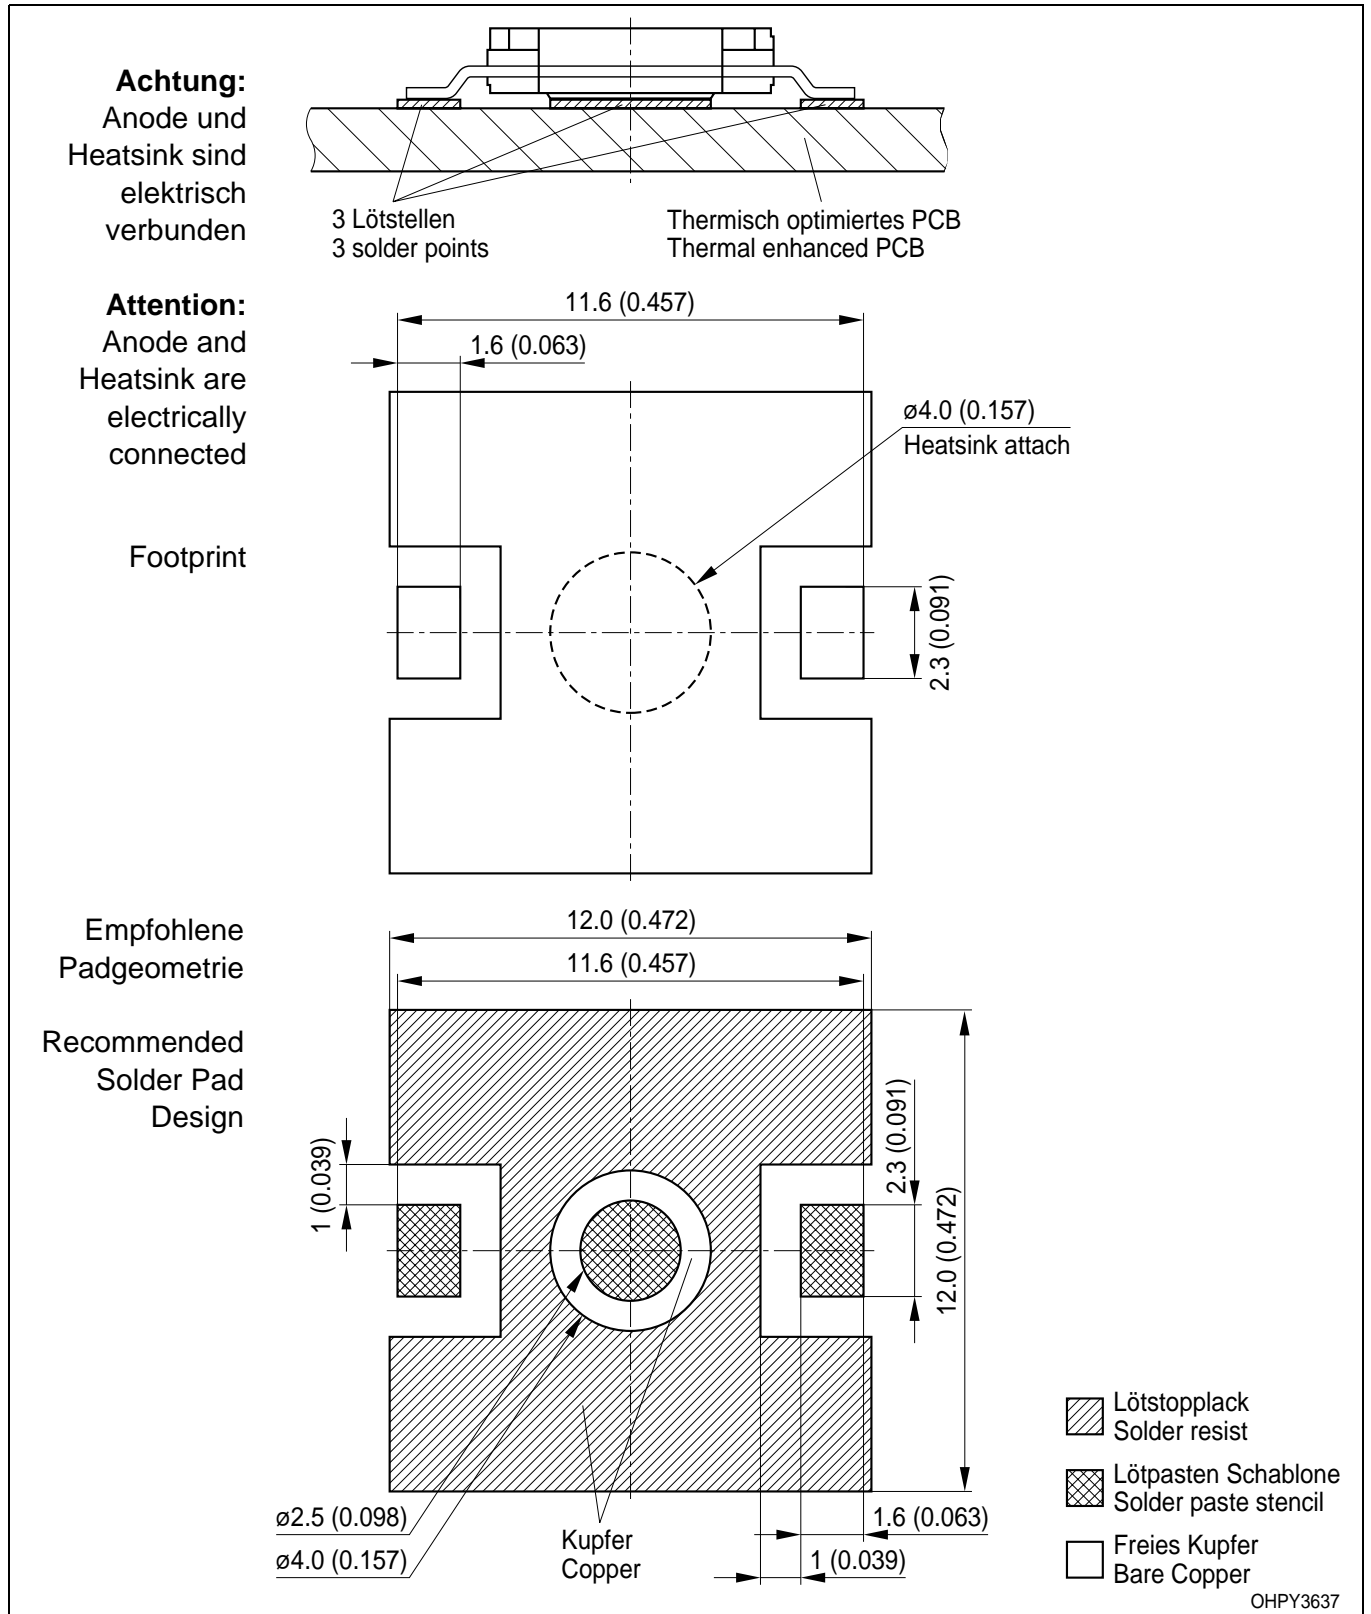 Achtung:
Anode und
Heatsink sind
elektrisch
verbunden
3 Lötstellen
3 solder points
Thermisch optimiertes PCB
Thermal enhanced PCB
Attention:
Anode and
Heatsink are
electrically
connected
Footprint
11.6 (0.457)
1.6 (0.063)
ø4.0 (0.157)
Heatsink attach
2.3 (0.091)
Empfohlene
Padgeometrie
Recommended
Solder Pad
Design
12.0 (0.472)
11.6 (0.457)
1 (0.039)
2.3 (0.091)
12.0 (0.472)
ø2.5 (0.098)
ø4.0 (0.157)
Kupfer
Copper
1.6 (0.063)
1 (0.039)
Lötstopplack
Solder resist
Lötpasten Schablone
Solder paste stencil
Freies Kupfer
Bare Copper
OHPY3637